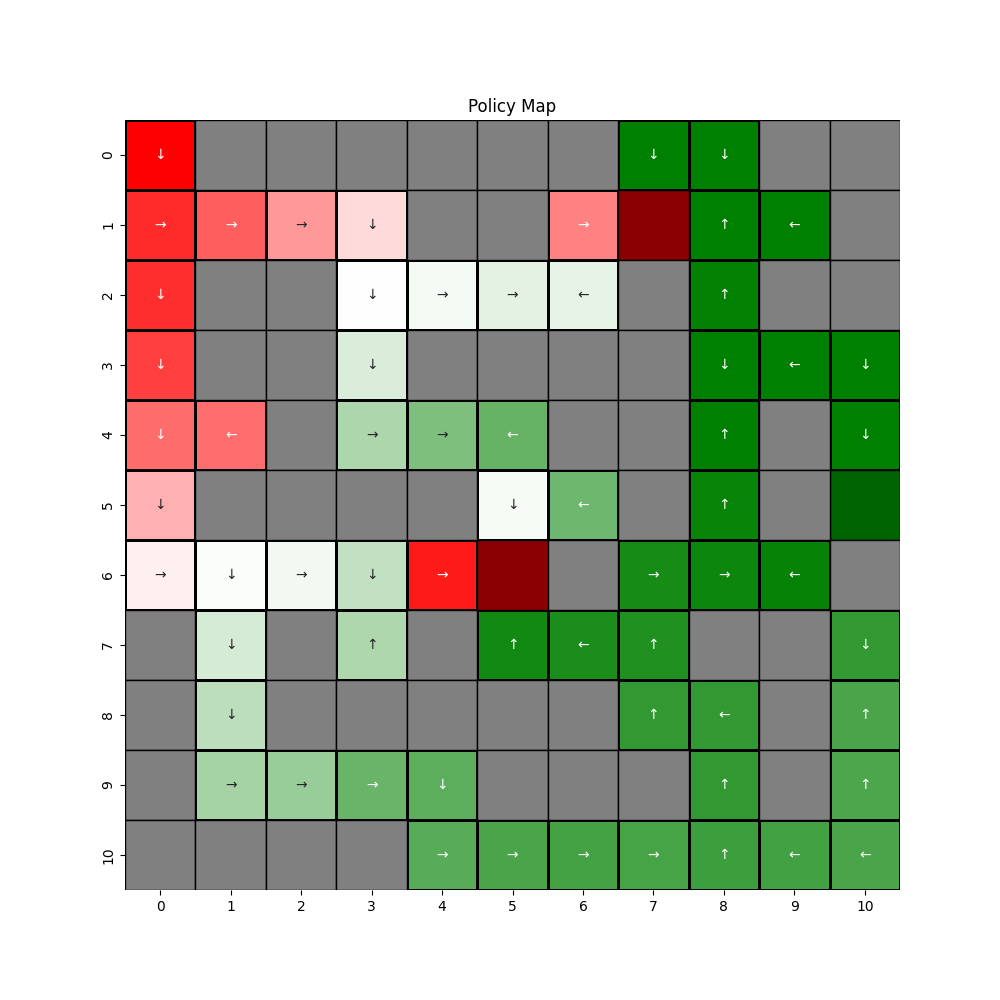 Policy Map
0 ↓ ↓ ↓
1 → → → ↓ → ↑ ←
2 ↓ ↓ → → ← ↑
3 ↓ ↓ ↓ ← ↓
4 ↓ ← → → ← ↑ ↓
5 ↓ ↓ ← ↑
6 → ↓ → ↓ → → → ←
7 ↓ ↑ ↑ ← ↑ ↓
8 ↓ ↑ ← ↑
9 → → → ↓ ↑ ↑
10 → → → → ↑ ← ←
0 1 2 3 4 5 6 7 8 9 10